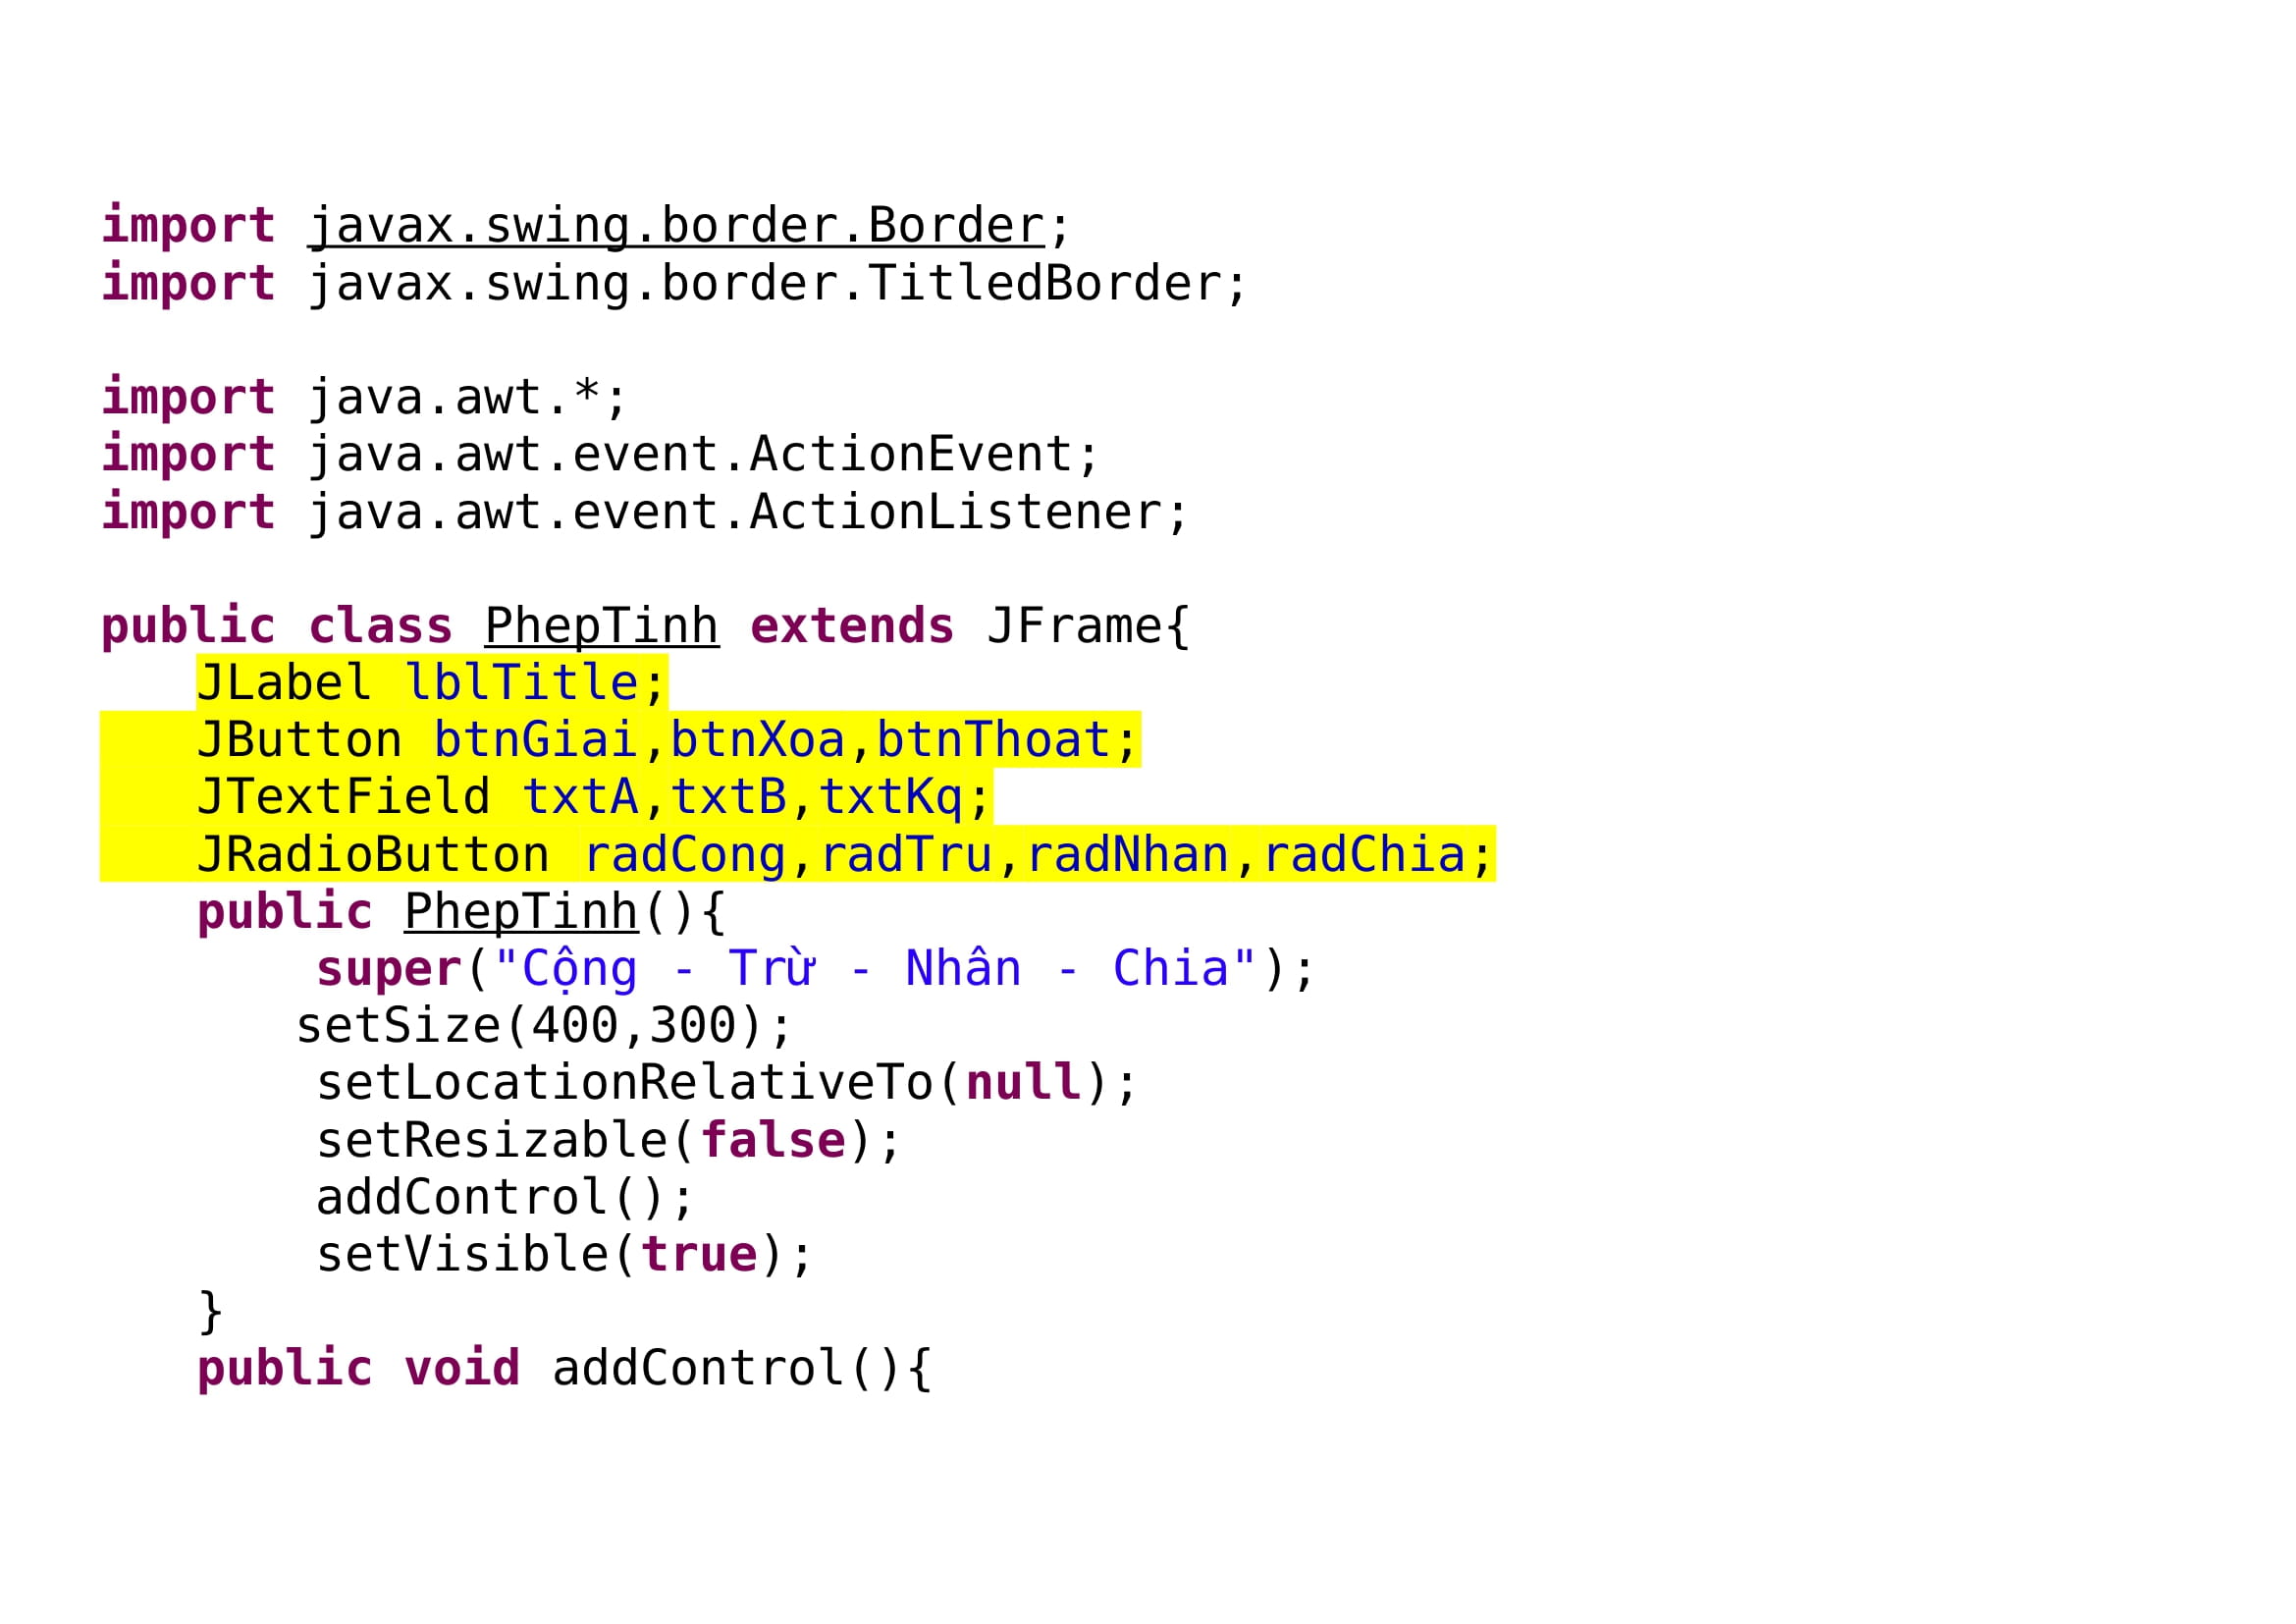 import javax.swing.border.Border;
import javax.swing.border.TitledBorder;
import java.awt.*;
import java.awt.event.ActionEvent;
import java.awt.event.ActionListener;
public class PhepTinh extends JFrame{
JLabel lblTitle;
JButton btnGiai,btnXoa,btnThoat;
JTextField txtA,txtB,txtKq;
JRadioButton radCong,radTru,radNhan,radChia;
public PhepTinh(){
super("Cộng - Trừ - Nhân - Chia");
setSize(400,300);
setLocationRelativeTo(null);
setResizable(false);
addControl();
setVisible(true);
}
public void addControl(){